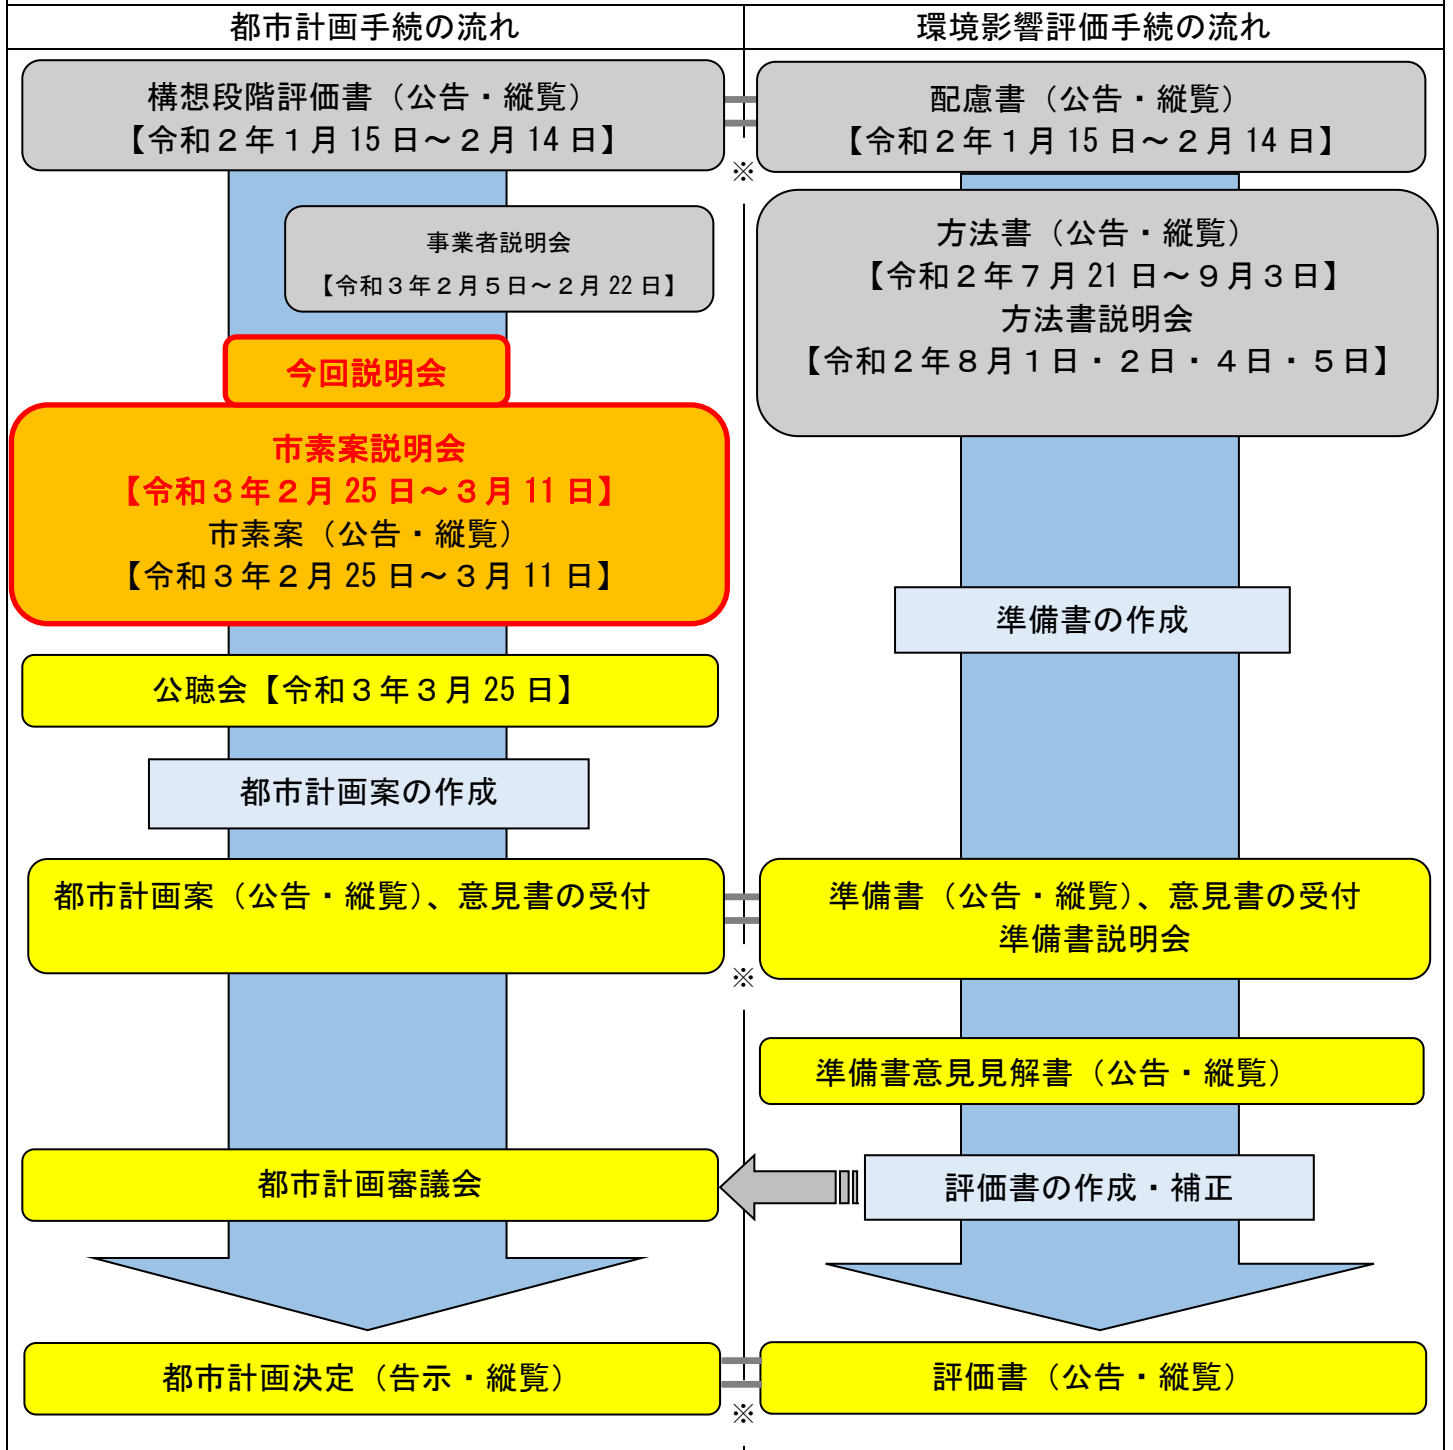 都市計画手続の流れ
環境影響評価手続の流れ
構想段階評価書（公告・縦覧）
【令和２年１月15日～２月14日】
配慮書（公告・縦覧）
【令和２年１月15日～２月14日】
※
事業者説明会
【令和３年２月５日～２月22日】
方法書（公告・縦覧）
【令和２年７月21日～９月３日】
方法書説明会
【令和２年８月１日・２日・４日・５日】
今回説明会
市素案説明会
【令和３年２月25日～３月11日】
市素案（公告・縦覧）
【令和３年２月25日～３月11日】
準備書の作成
公聴会【令和３年３月25日】
都市計画案の作成
都市計画案（公告・縦覧）、意見書の受付
準備書（公告・縦覧）、意見書の受付
準備書説明会
※
準備書意見見解書（公告・縦覧）
都市計画審議会
評価書の作成・補正
都市計画決定（告示・縦覧）
評価書（公告・縦覧）
※